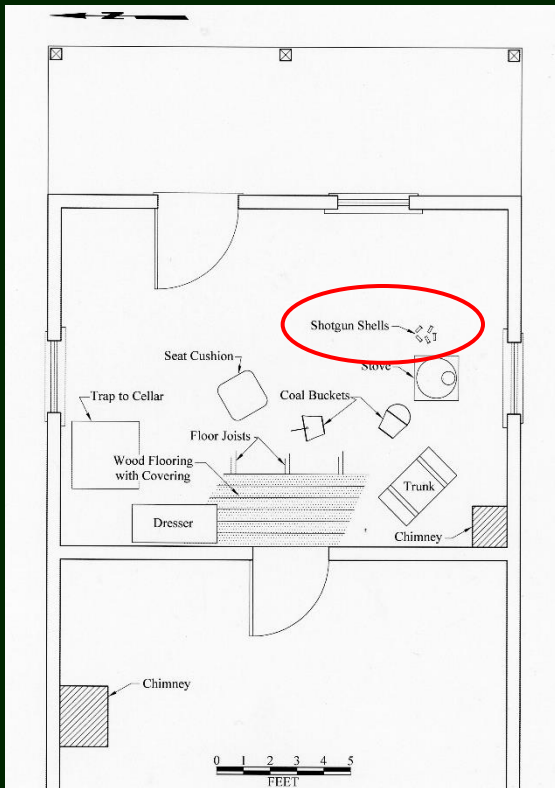 N
Shotgun Shells
Seat Cushion
Stove
Trap to Cellar
Coal Buckets
Floor Joists
Wood Flooring
with Covering
Trunk
Dresser
Chimney
Chimney
0 1 2 3 4 5
FEET